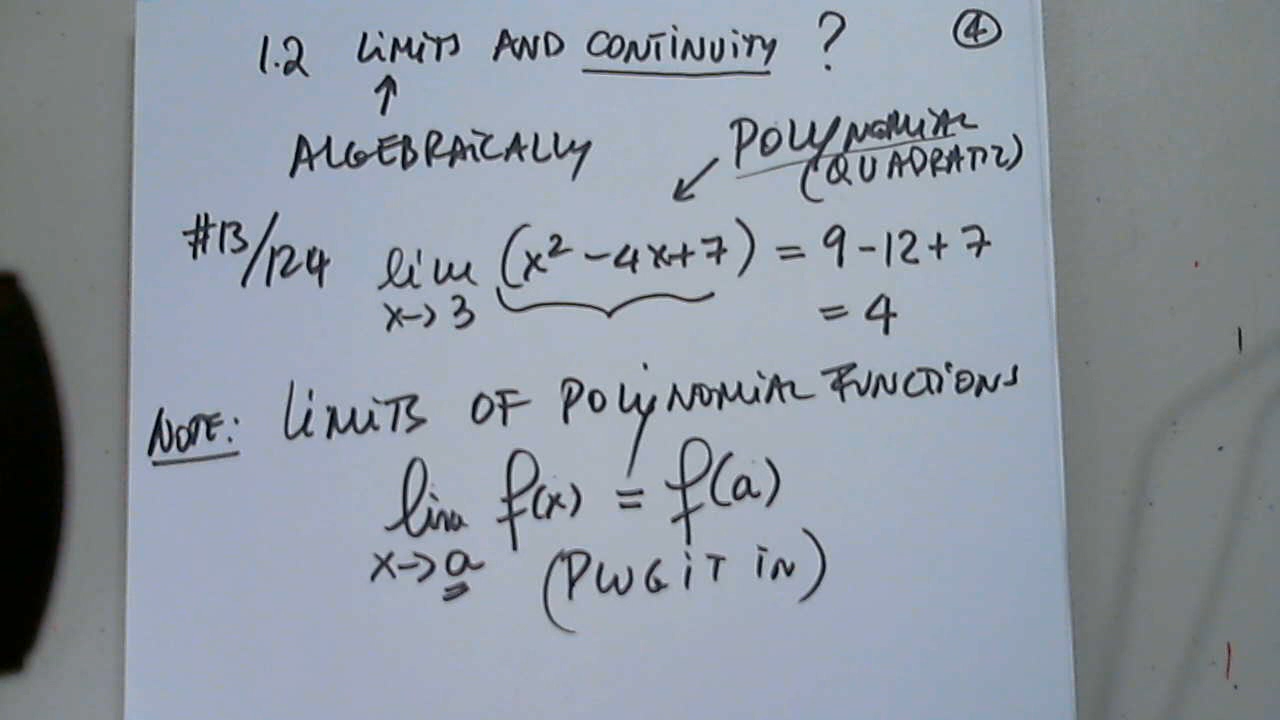 1.2 LIMITS AND CONTINUITY ? ④
↑
ALGEBRAICALLY
POLYNOMIAL
(QUADRATIC)
#13/124 lim (x² - 4x + 7) = 9 - 12 + 7
x→3 = 4
NOTE: LIMITS OF POLYNOMIAL FUNCTIONS
lim f(x) = f(a)
x→a (PLUG IT IN)